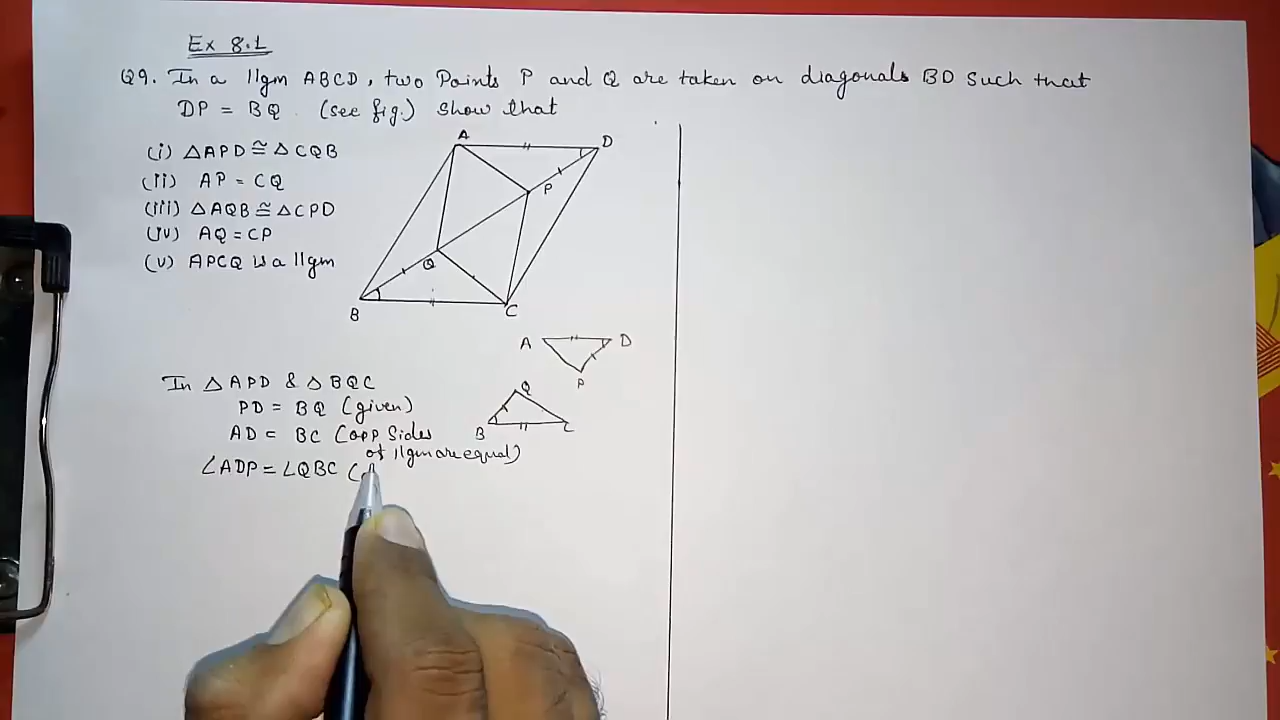 Ex 8.1
Q9. In a llgm ABCD, two Points P and Q are taken on diagonals BD Such that
DP = BQ. (see fig.) Show that
(i) △APD ≅ △CQB
(ii) AP = CQ
(iii) △AQB ≅ △CPD
(iv) AQ = CP
(v) APCQ is a llgm
A
D
P
Q
B
C
A D
P
Q
B C
In △APD & △BQC
PD = BQ (given)
AD = BC (opp Sides
of llgm are equal)
∠ADP = ∠QBC (